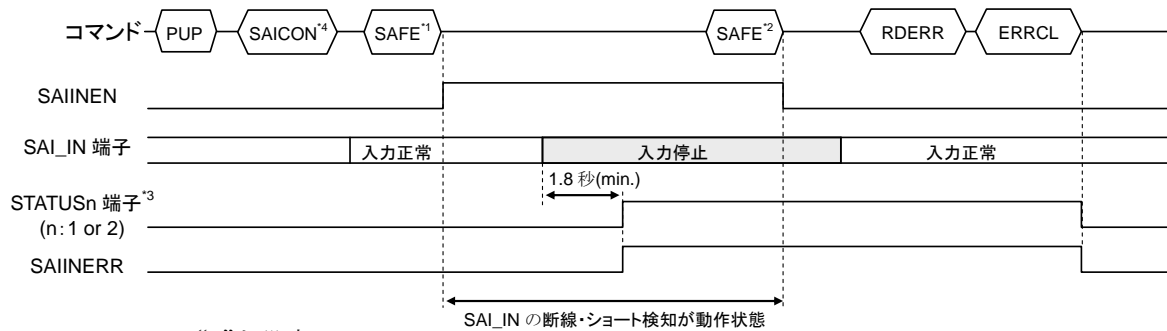 コマンド PUP SAICON*4 SAFE*1 SAFE*2 RDERR ERRCL
SAIINEN
SAI_IN 端子 入力正常 入力停止 入力正常
1.8 秒(min.)
STATUSn 端子*3
(n:1 or 2)
SAIINERR
SAI_IN の断線・ショート検知が動作状態